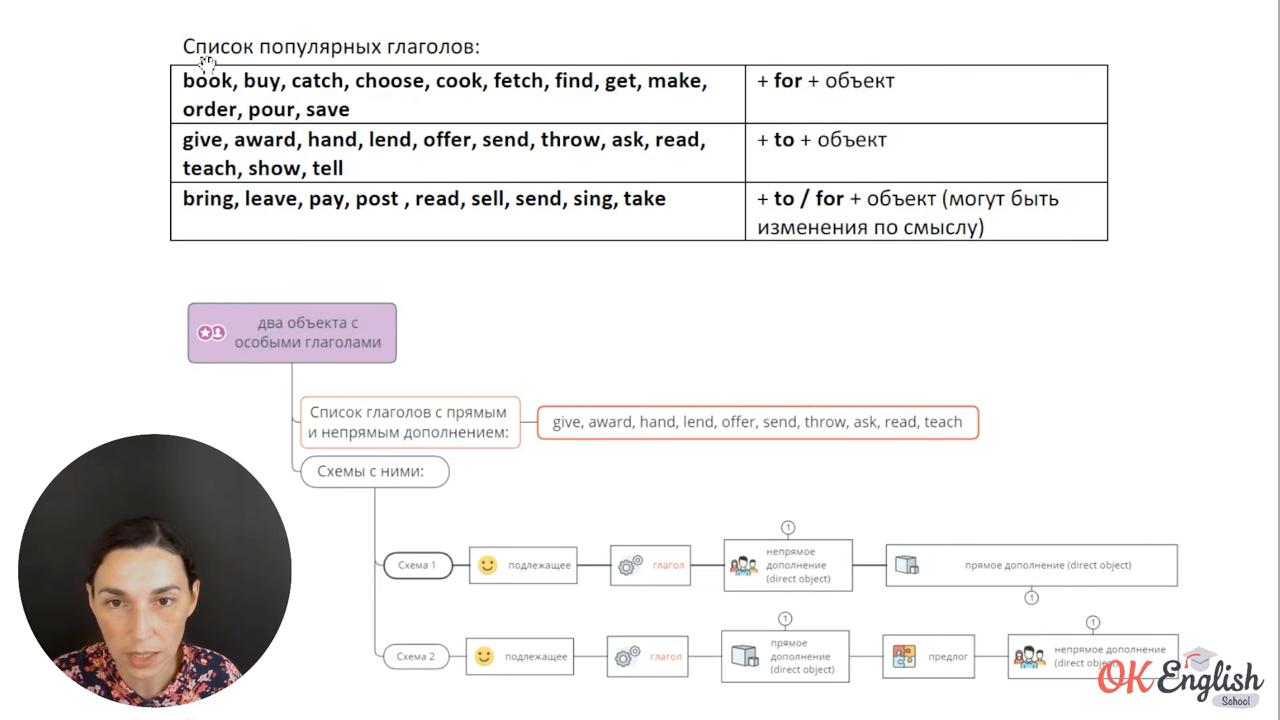 Список популярных глаголов:
book, buy, catch, choose, cook, fetch, find, get, make,
order, pour, save
+ for + объект
give, award, hand, lend, offer, send, throw, ask, read,
teach, show, tell
+ to + объект
bring, leave, pay, post , read, sell, send, sing, take
+ to / for + объект (могут быть
изменения по смыслу)
два объекта с
особыми глаголами
Список глаголов с прямым
и непрямым дополнением:
give, award, hand, lend, offer, send, throw, ask, read, teach
Схемы с ними:
1
Схема 1
подлежащее
глагол
непрямое
дополнение
(direct object)
прямое дополнение (direct object)
1
1
1
Схема 2
подлежащее
глагол
прямое
дополнение
(direct object)
предлог
непрямое дополнение
(direct
OK English
School